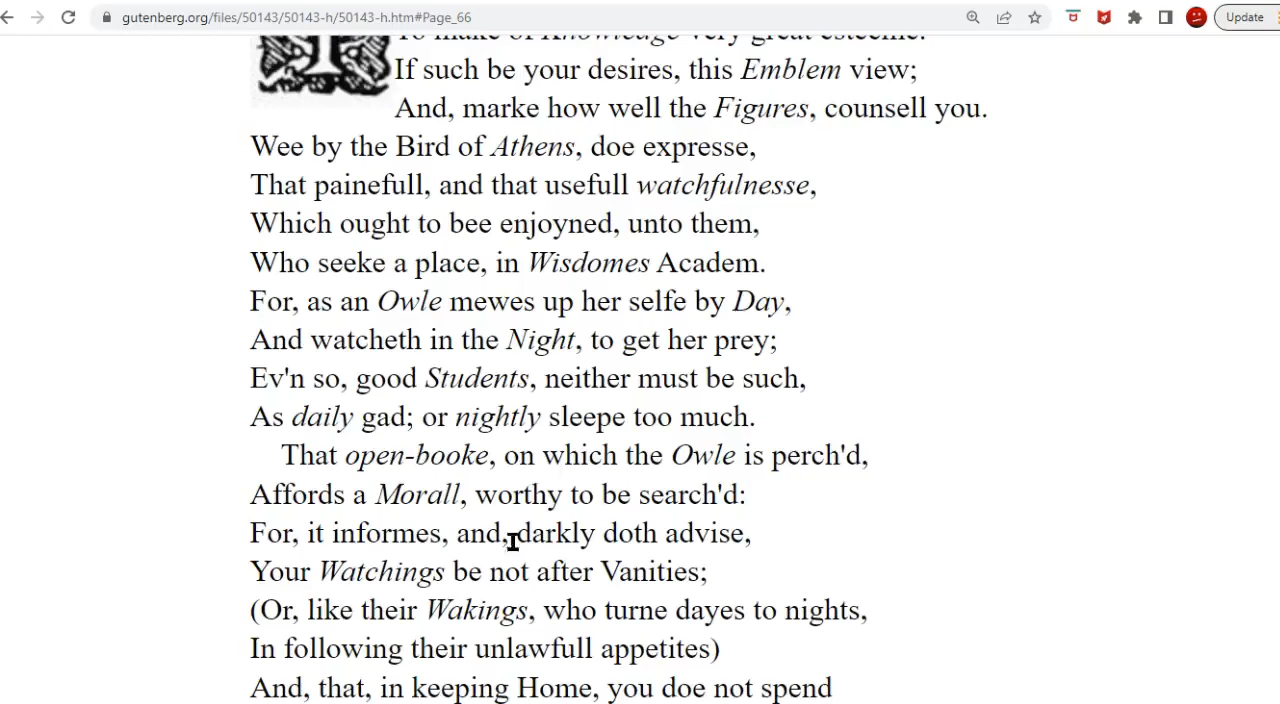 gutenberg.org/files/50143/50143-h/50143-h.htm#Page_66
Update
To make of Knowledge very great esteeme:
If such be your desires, this Emblem view;
And, marke how well the Figures, counsell you.
Wee by the Bird of Athens, doe expresse,
That painefull, and that usefull watchfulnesse,
Which ought to bee enjoyned, unto them,
Who seeke a place, in Wisdomes Academ.
For, as an Owle mewes up her selfe by Day,
And watcheth in the Night, to get her prey;
Ev'n so, good Students, neither must be such,
As daily gad; or nightly sleepe too much.
That open-booke, on which the Owle is perch'd,
Affords a Morall, worthy to be search'd:
For, it informes, and, darkly doth advise,
Your Watchings be not after Vanities;
(Or, like their Wakings, who turne dayes to nights,
In following their unlawfull appetites)
And, that, in keeping Home, you doe not spend